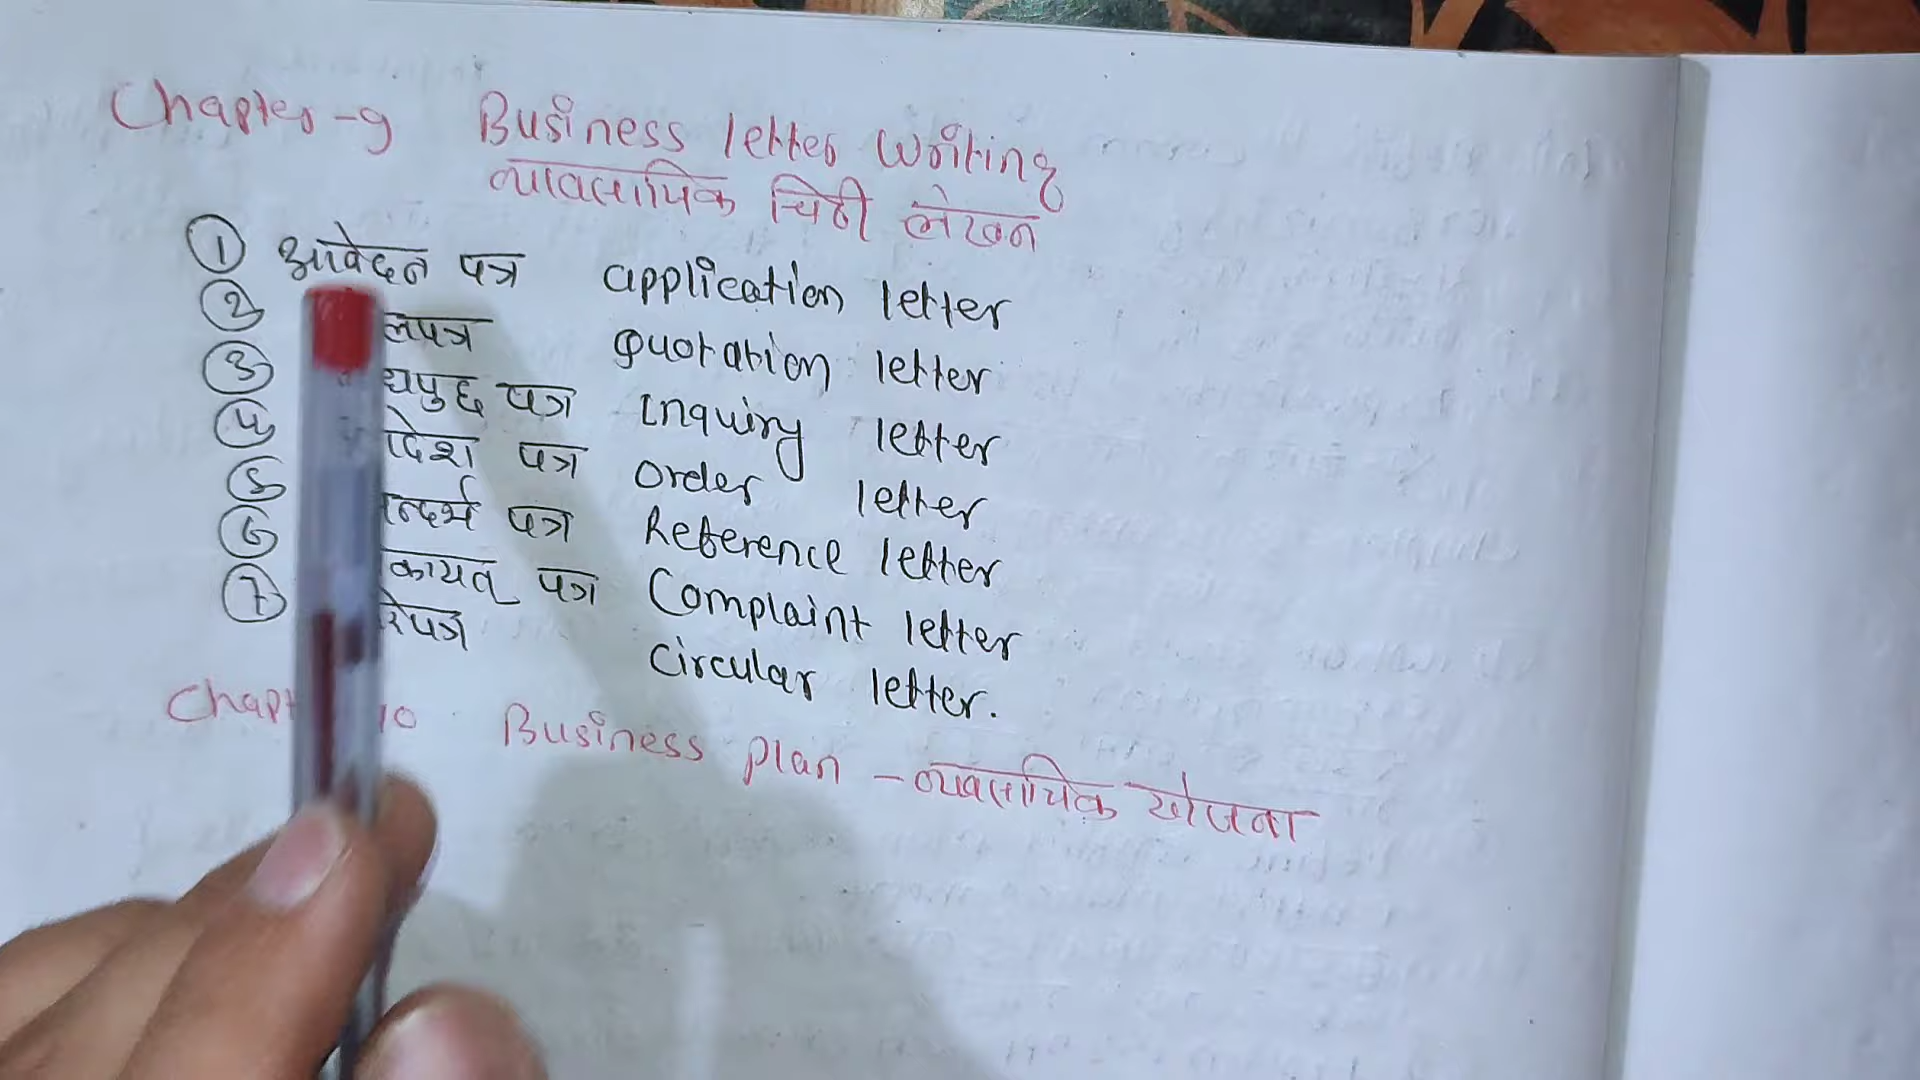 Chapter-9 Business letter Writing
व्यावसायिक चिठी लेखन
① आवेदन पत्र application letter
② लपत्र Quotation letter
③ धपुछ पत्र Inquiry letter
④ ादेश पत्र Order letter
⑤ न्दर्भ पत्र Reference letter
⑥ कायत पत्र Complaint letter
⑦ रिपत्र Circular letter.
Chapt 10 Business plan - व्यवसायिक योजना